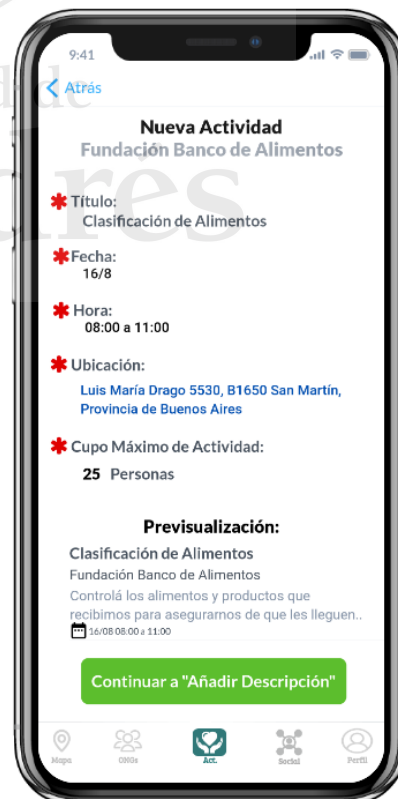 9:41
Atrás
Nueva Actividad
Fundación Banco de Alimentos
* Título:
Clasificación de Alimentos
* Fecha:
16/8
* Hora:
08:00 a 11:00
* Ubicación:
Luis María Drago 5530, B1650 San Martín,
Provincia de Buenos Aires
* Cupo Máximo de Actividad:
25 Personas
Previsualización:
Clasificación de Alimentos
Fundación Banco de Alimentos
Controlá los alimentos y productos que
recibimos para asegurarnos de que les lleguen..
16/08 08:00 a 11:00
Continuar a "Añadir Descripción"
Mapa ONGs Act. Social Perfil